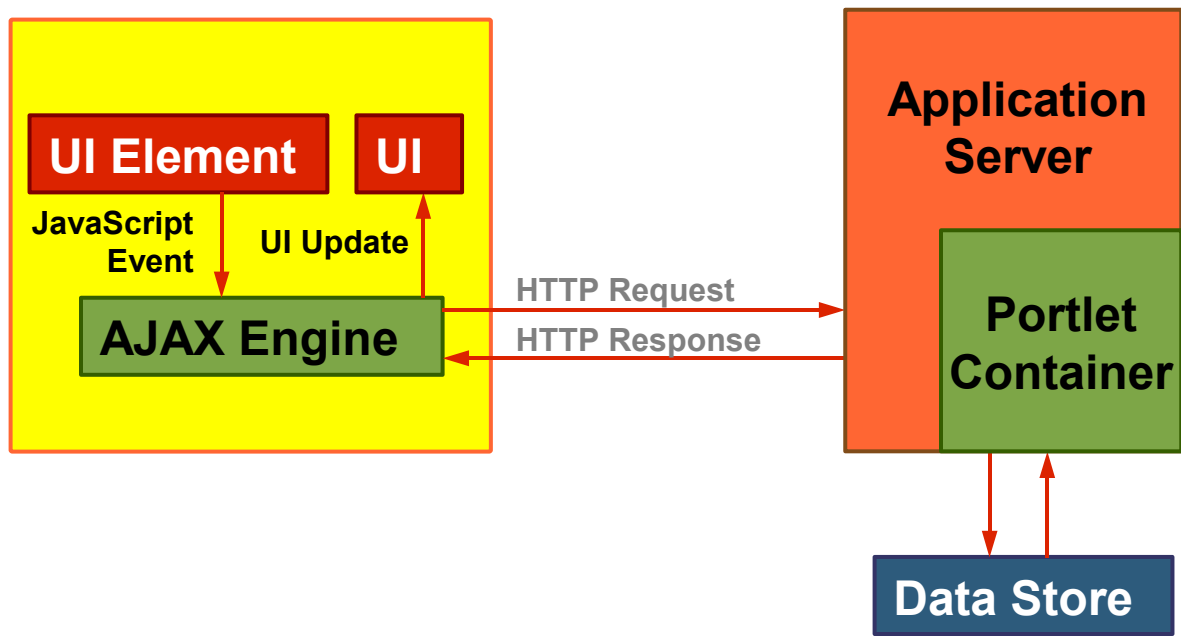 UI Element
UI
JavaScript
Event
UI Update
AJAX Engine
HTTP Request
HTTP Response
Application
Server
Portlet
Container
Data Store